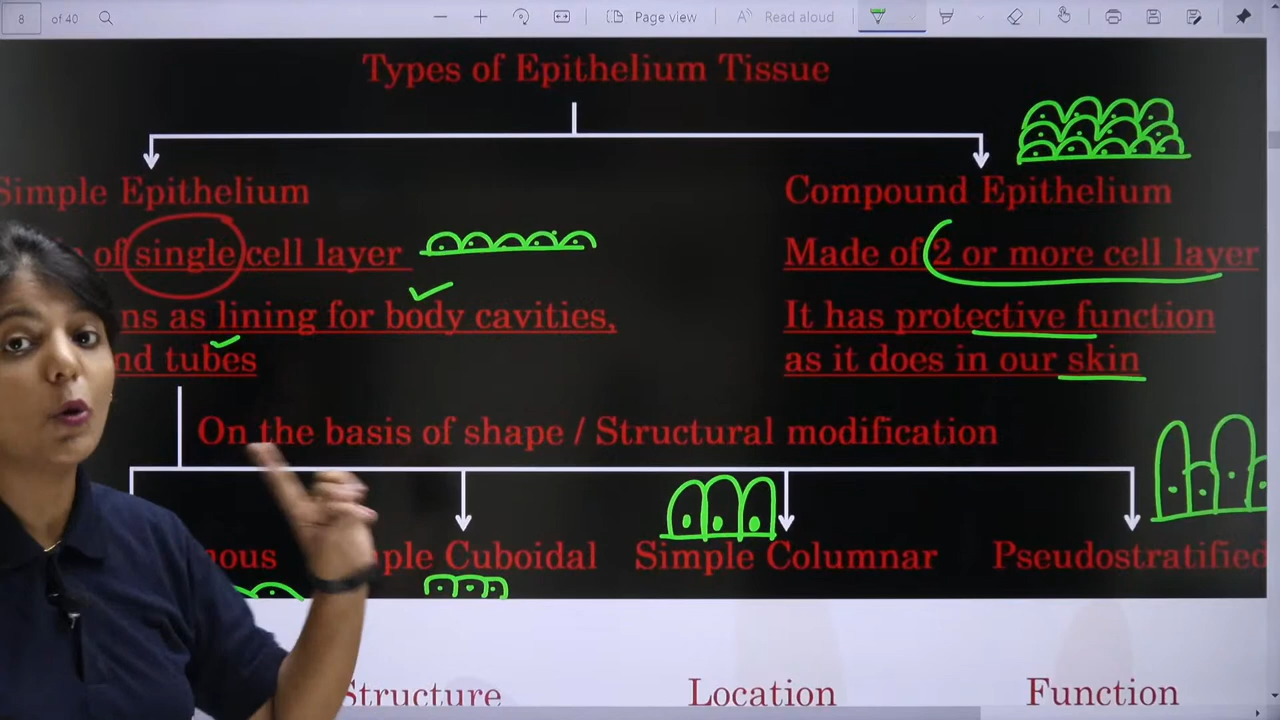 8 of 40
Page view
Read aloud
Types of Epithelium Tissue
Simple Epithelium
Compound Epithelium
of single cell layer
Made of 2 or more cell layer
ns as lining for body cavities,
It has protective function
nd tubes
as it does in our skin
On the basis of shape / Structural modification
nous
ple Cuboidal
Simple Columnar
Pseudostratified
Structure
Location
Function